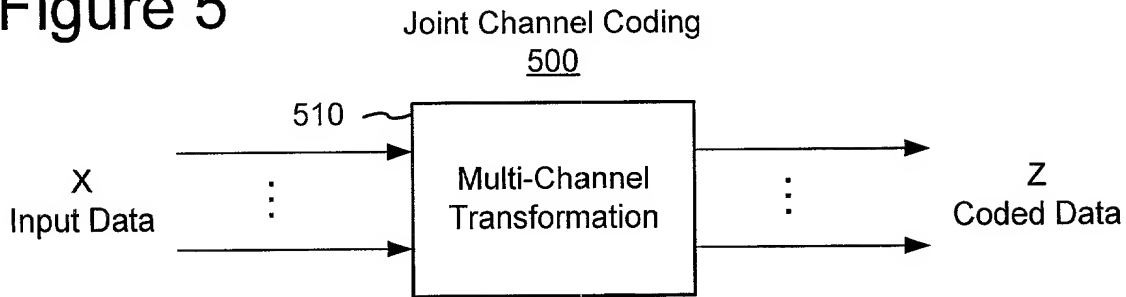 Figure 5
Joint Channel Coding
500
510
X
Input Data
Multi-Channel
Transformation
Z
Coded Data